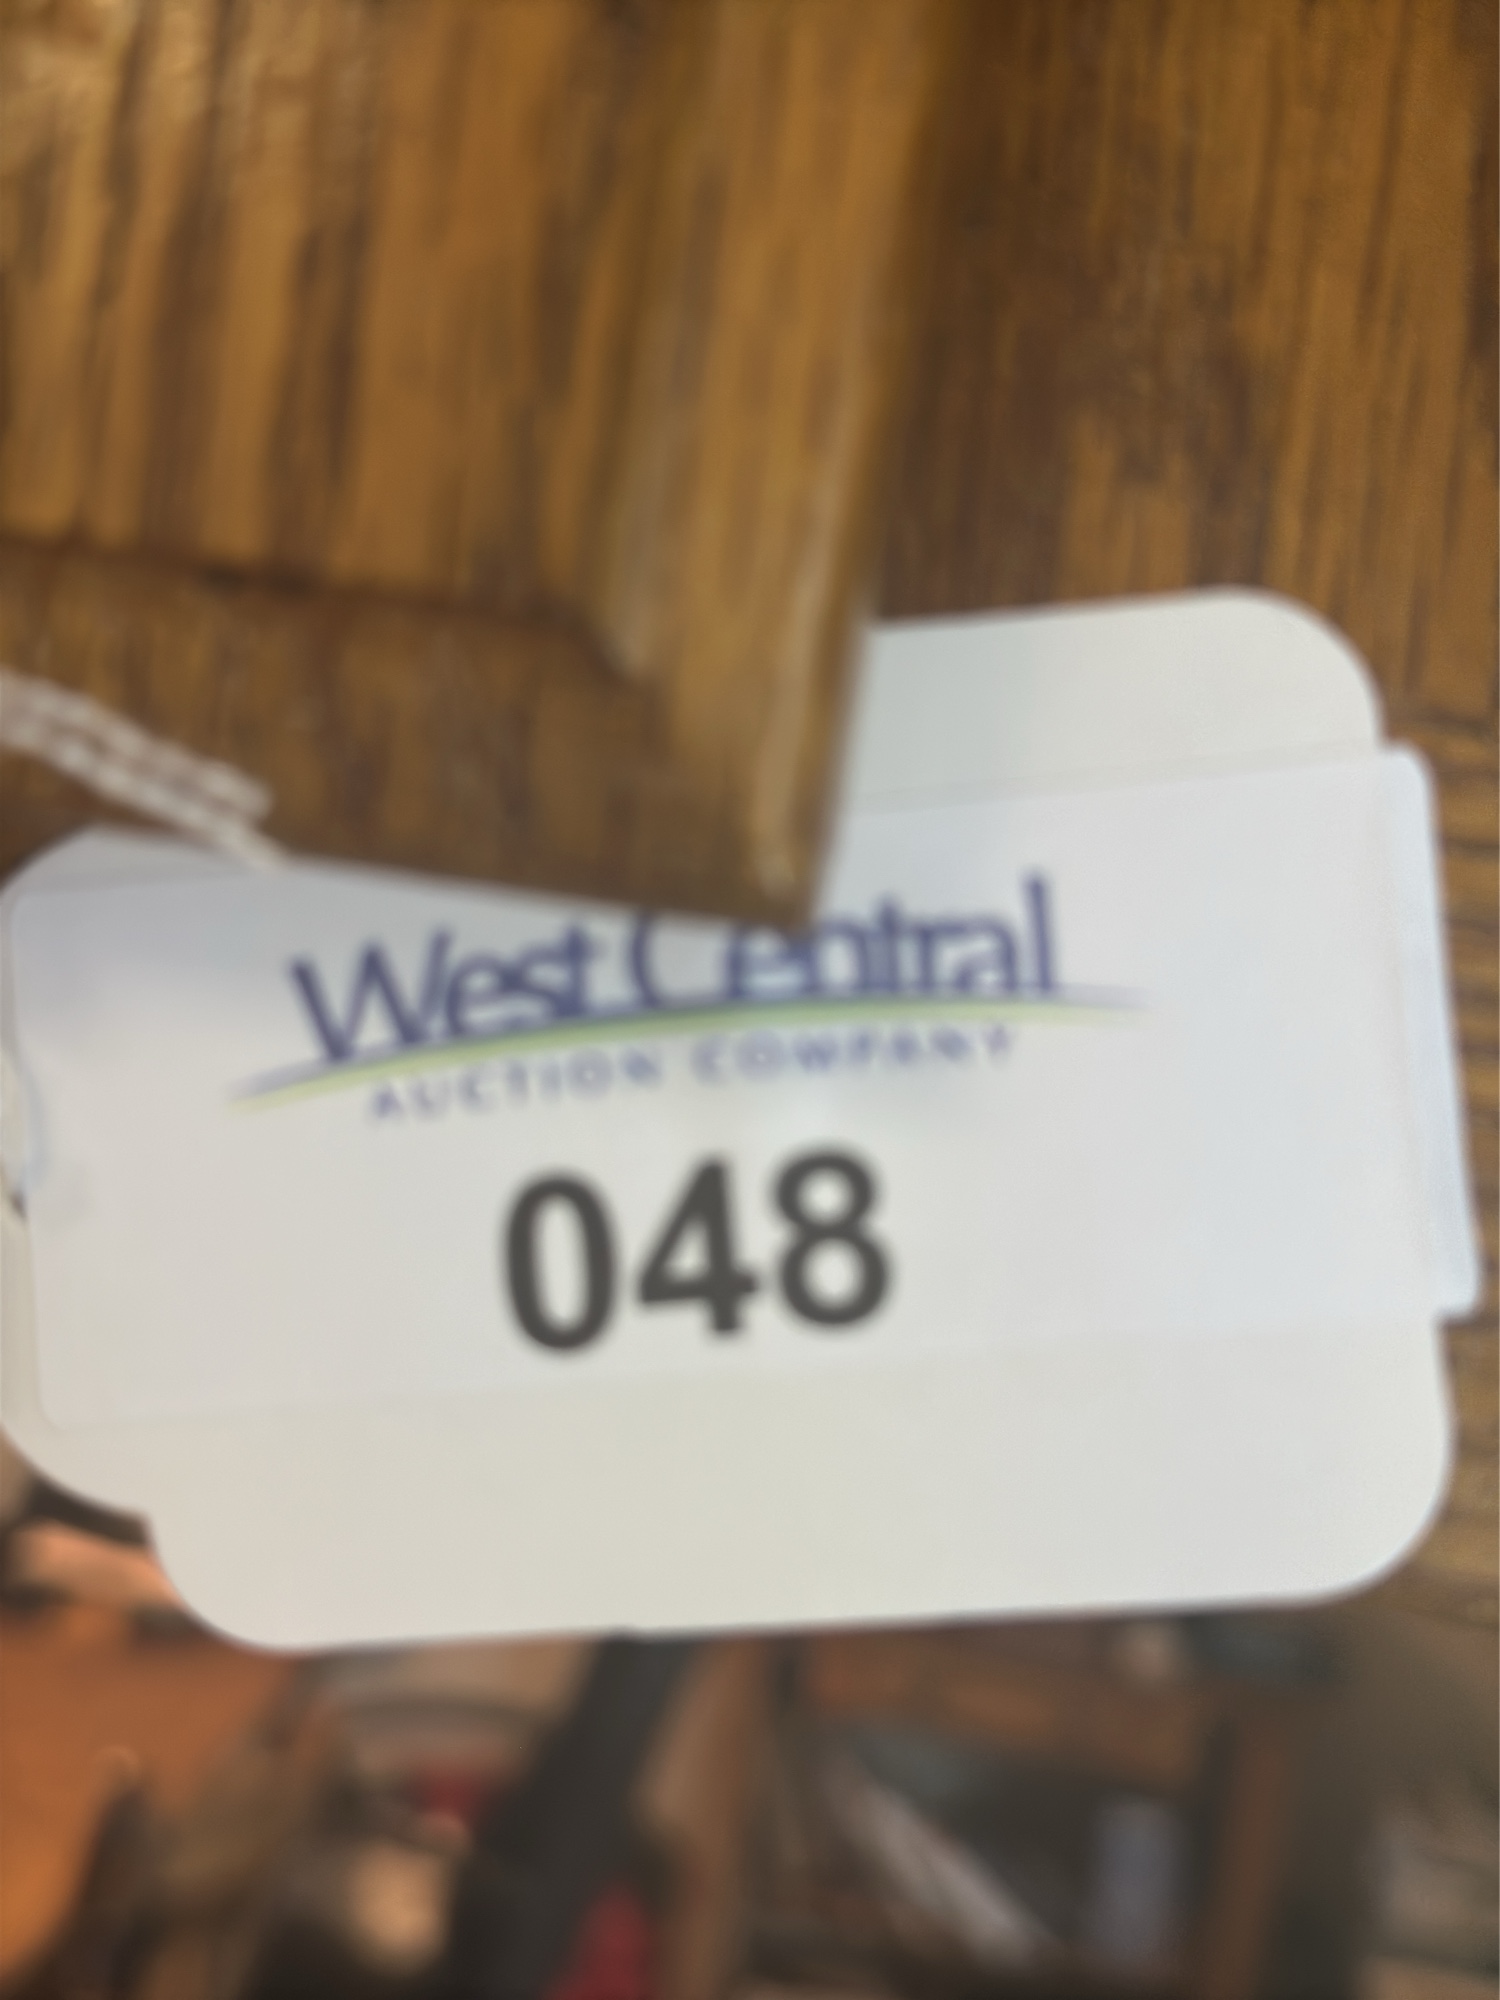 West Central
AUCTION COMPANY
048